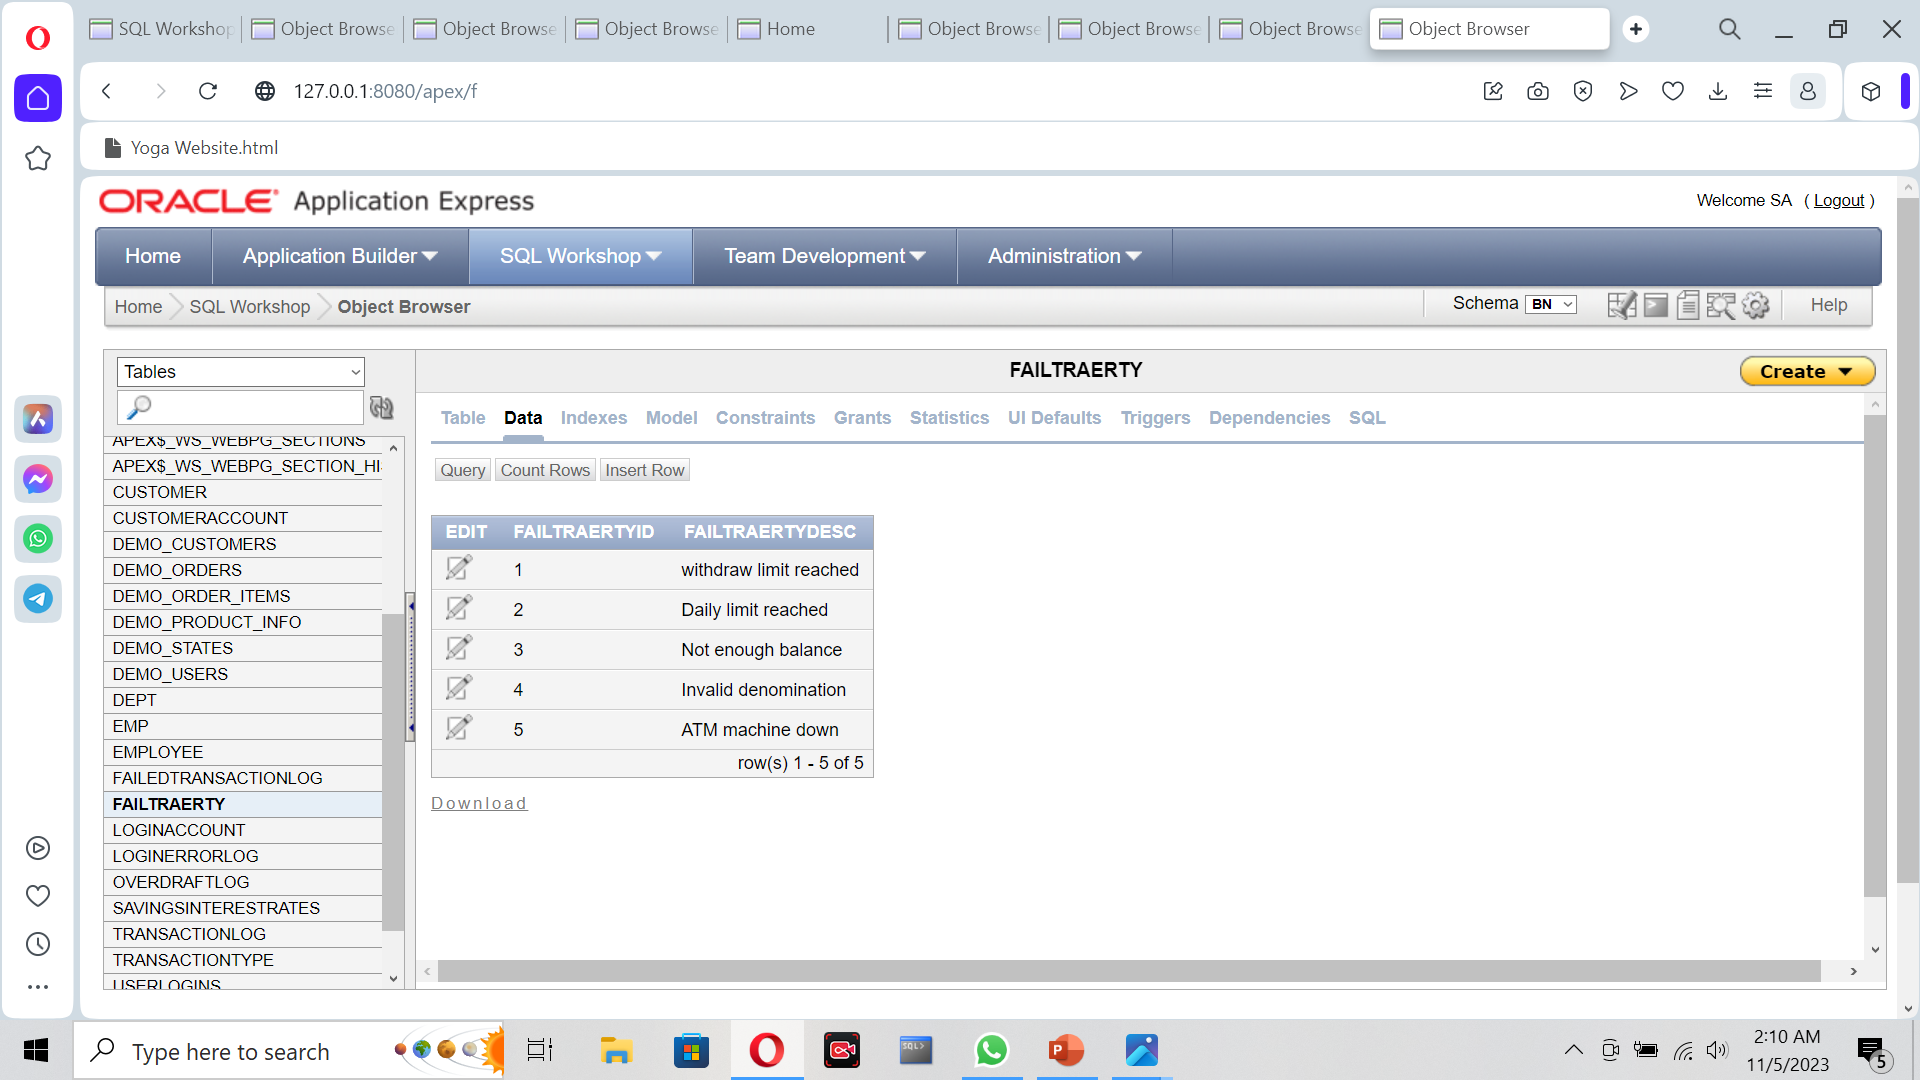 SQL Workshop
Object Browse
Object Browse
Object Browse
Home
Object Browse
Object Browse
Object Browse
Object Browser
127.0.0.1:8080/apex/f
Yoga Website.html
ORACLE Application Express
Welcome SA ( Logout )
Home
Application Builder
SQL Workshop
Team Development
Administration
Home
SQL Workshop
Object Browser
Schema BN
Help
Tables
FAILTRAERTY
Create
Table Data Indexes Model Constraints Grants Statistics UI Defaults Triggers Dependencies SQL
Query Count Rows Insert Row
APEX$_WS_WEBPG_SECTIONS
APEX$_WS_WEBPG_SECTION_HI
CUSTOMER
CUSTOMERACCOUNT
DEMO_CUSTOMERS
DEMO_ORDERS
DEMO_ORDER_ITEMS
DEMO_PRODUCT_INFO
DEMO_STATES
DEMO_USERS
DEPT
EMP
EMPLOYEE
FAILEDTRANSACTIONLOG
FAILTRAERTY
LOGINACCOUNT
LOGINERRORLOG
OVERDRAFTLOG
SAVINGSINTERESTRATES
TRANSACTIONLOG
TRANSACTIONTYPE
USERLOGINS
EDIT FAILTRAERTYID FAILTRAERTYDESC
1 withdraw limit reached
2 Daily limit reached
3 Not enough balance
4 Invalid denomination
5 ATM machine down
row(s) 1 - 5 of 5
Download
Type here to search
SQL>
P
2:10 AM
11/5/2023
5